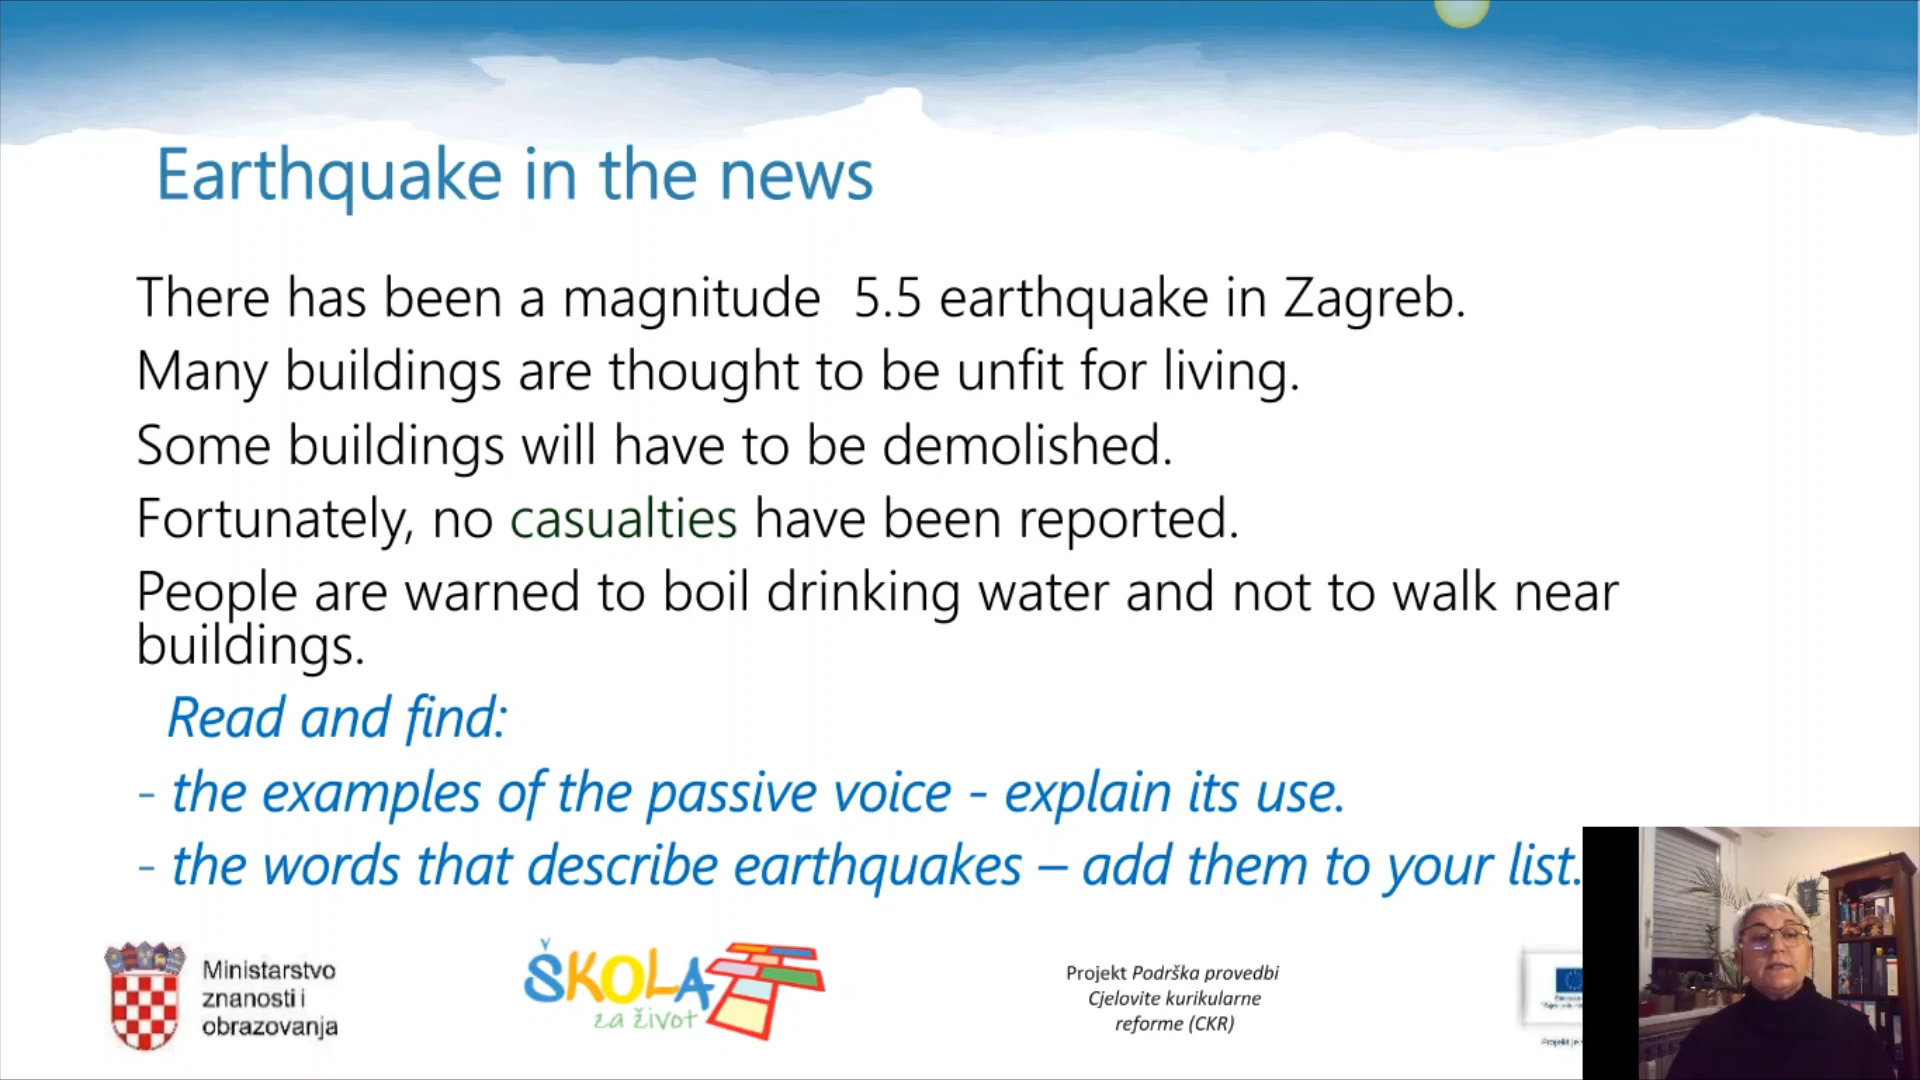 Earthquake in the news
There has been a magnitude 5.5 earthquake in Zagreb.
Many buildings are thought to be unfit for living.
Some buildings will have to be demolished.
Fortunately, no casualties have been reported.
People are warned to boil drinking water and not to walk near
buildings.
Read and find:
- the examples of the passive voice - explain its use.
- the words that describe earthquakes – add them to your list.
Ministarstvo
znanosti i
obrazovanja
ŠKOLA
za život
Projekt Podrška provedbi
Cjelovite kurikularne
reforme (CKR)